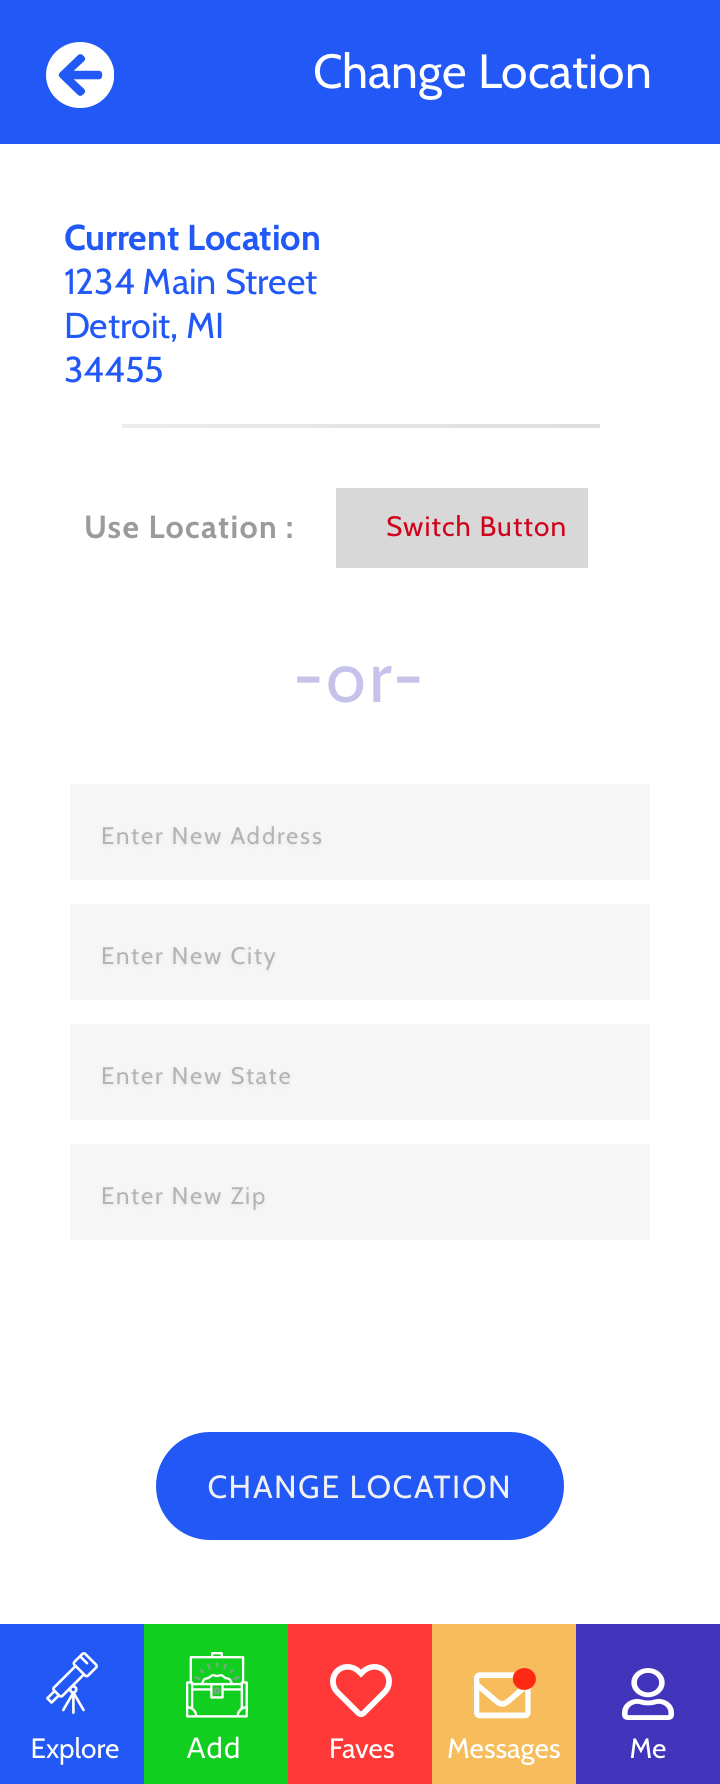 Change Location
Current Location
1234 Main Street
Detroit, MI
34455
Use Location :
Switch Button
-or-
Enter New Address
Enter New City
Enter New State
Enter New Zip
CHANGE LOCATION
Explore
Add
Faves
Messages
Me